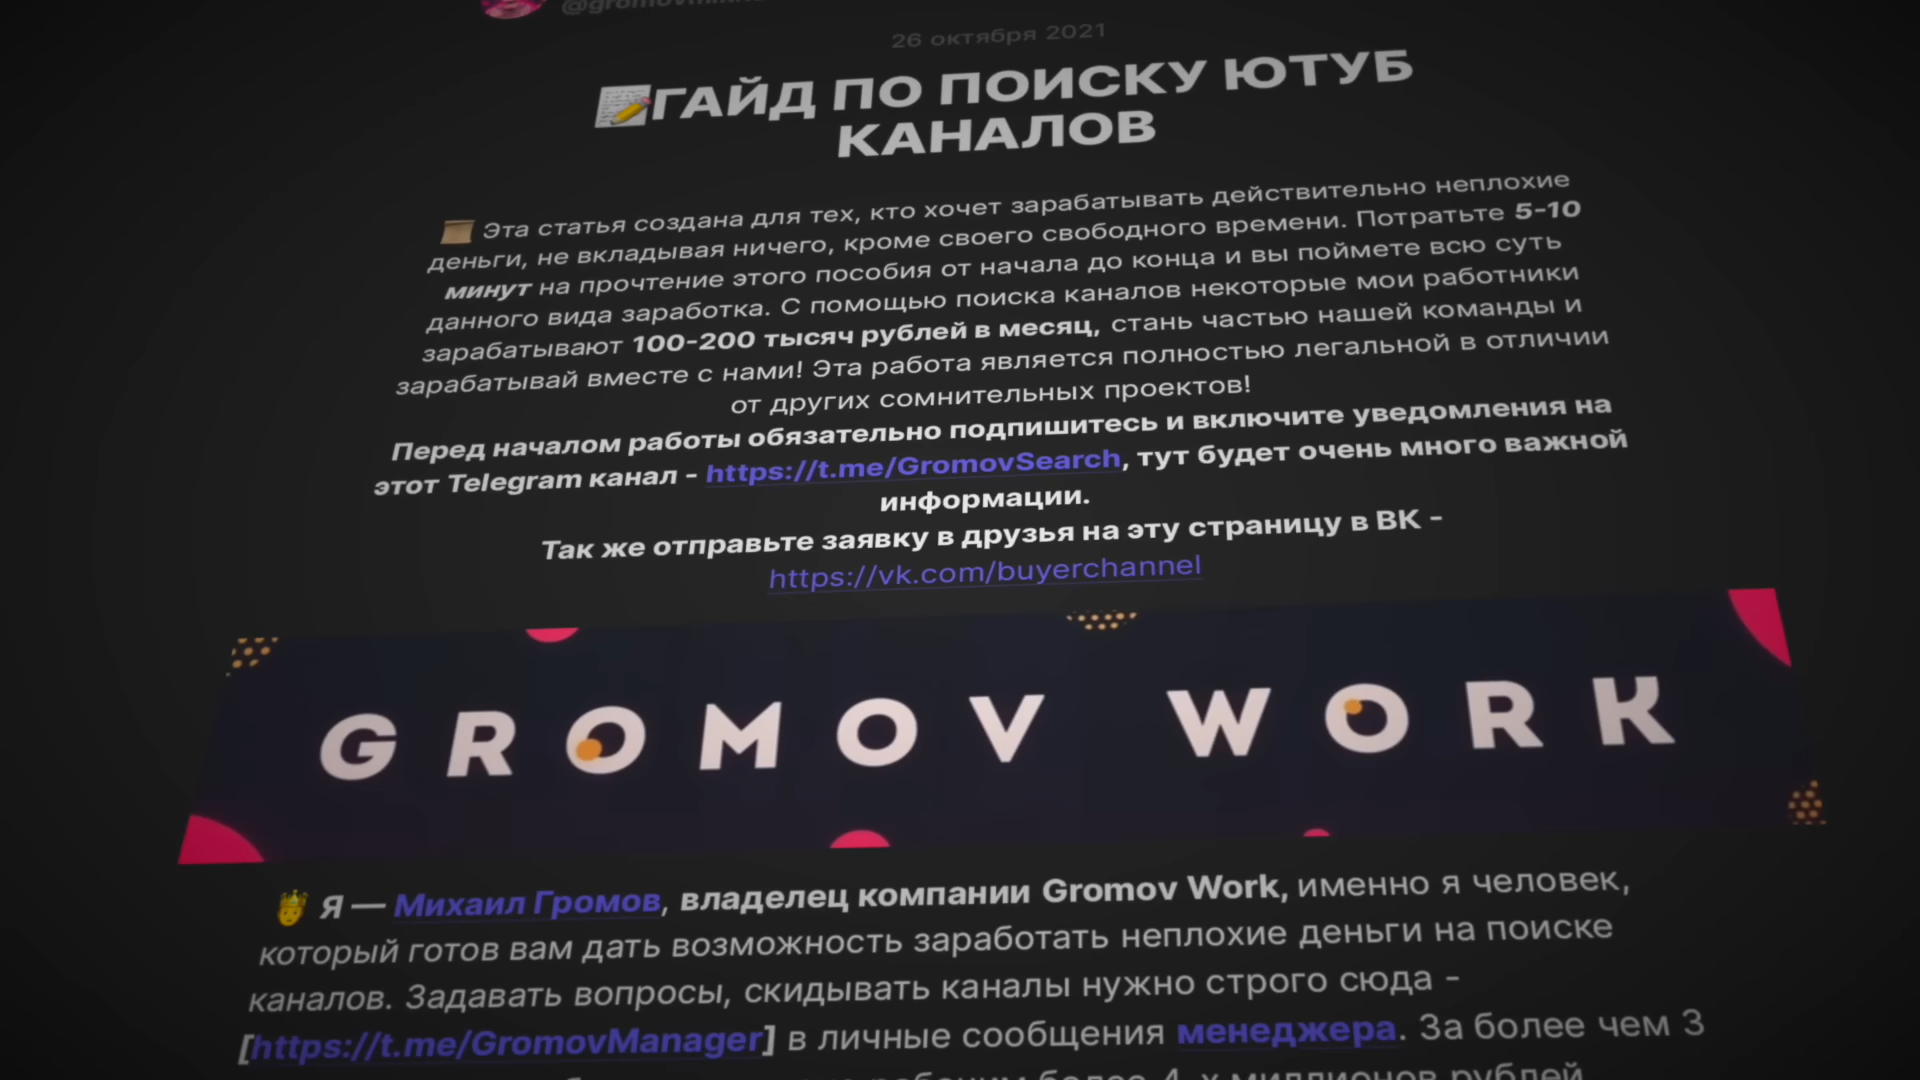 26 октября 2021
📝ГАЙД ПО ПОИСКУ ЮТУБ
КАНАЛОВ
Эта статья создана для тех, кто хочет зарабатывать действительно неплохие
деньги, не вкладывая ничего, кроме своего свободного времени. Потратьте 5-10
минут на прочтение этого пособия от начала до конца и вы поймете всю суть
данного вида заработка. С помощью поиска каналов некоторые мои работники
зарабатывают 100-200 тысяч рублей в месяц, стань частью нашей команды и
зарабатывай вместе с нами! Эта работа является полностью легальной в отличии
от других сомнительных проектов!
Перед началом работы обязательно подпишитесь и включите уведомления на
этот Telegram канал - https://t.me/GromovSearch, тут будет очень много важной
информации.
Так же отправьте заявку в друзья на эту страницу в ВК -
https://vk.com/buyerchannel
GROMOV WORK
🤴 Я — Михаил Громов, владелец компании Gromov Work, именно я человек,
который готов вам дать возможность заработать неплохие деньги на поиске
каналов. Задавать вопросы, скидывать каналы нужно строго сюда -
[https://t.me/GromovManager] в личные сообщения менеджера. За более чем 3
более 4-х миллионов рублей